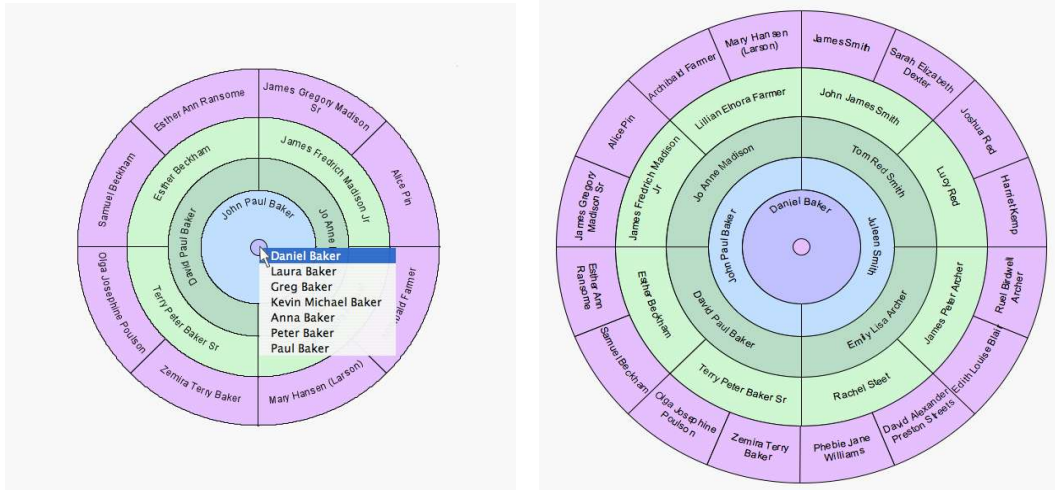 Esther Ann Ransome
James Gregory Madison
Sr
Samuel Beckham
Esther Beckham
James Fredrich Madison Jr
Alice Pin
John Paul Baker
David Paul Baker
Jo Anne
Daniel Baker
Laura Baker
Greg Baker
Kevin Michael Baker
Anna Baker
Peter Baker
Paul Baker
Olga Josephine Poulson
Terry Peter Baker Sr
Farmer
Zemira Terry Baker
Mary Hansen (Larson)
Mary Hansen
(Larson)
James Smith
Archibald Farmer
Sarah Elizabeth
Dexter
Lillian Elnora Farmer
John James Smith
Alice Pin
Joshua Red
James Fredrich Madison
Jr
Jo Anne Madison
Tom Red Smith
Lucy Red
James Gregory
Madison Sr
Harriet Kemp
John Paul Baker
Daniel Baker
Juleen Smith
Esther Ann
Ransome
Esther Beckham
David Paul Baker
Emily Lisa Archer
James Peter Archer
Ruel Birdwell
Archer
Samuel Beckham
Edith Louise Blair
Terry Peter Baker Sr
Rachel Steet
Olga Josephine
Poulson
David Alexander
Preston Streets
Zemira Terry
Baker
Phebie Jane
Williams